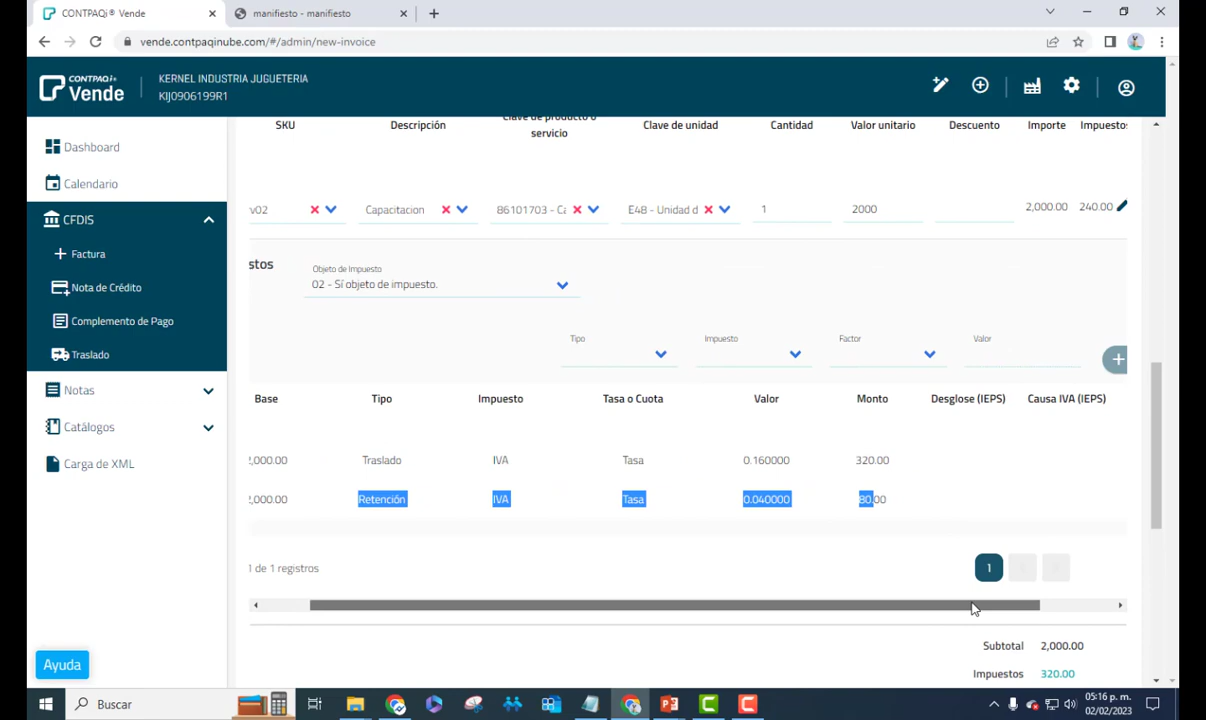 CONTPAQi® Vende
manifiesto - manifiesto
vende.contpaqinube.com/#/admin/new-invoice
CONTPAQi®
Vende
KERNEL INDUSTRIA JUGUETERIA
KIJ0906199R1
Dashboard
Calendario
CFDIS
Factura
Nota de Crédito
Complemento de Pago
Traslado
Notas
Catálogos
Carga de XML
Ayuda
SKU
Descripción
Clave de producto o
servicio
Clave de unidad
Cantidad
Valor unitario
Descuento
Importe
Impuestos
v02
Capacitacion
86101703 - Ca
E48 - Unidad d
1
2000
2,000.00
240.00
stos
Objeto de Impuesto
02 - Sí objeto de impuesto.
Tipo
Impuesto
Factor
Valor
Base
Tipo
Impuesto
Tasa o Cuota
Valor
Monto
Desglose (IEPS)
Causa IVA (IEPS)
2,000.00
Traslado
IVA
Tasa
0.160000
320.00
2,000.00
Retención
IVA
Tasa
0.040000
80.00
1 de 1 registros
1
Subtotal
2,000.00
Impuestos
320.00
Buscar
05:16 p. m.
02/02/2023